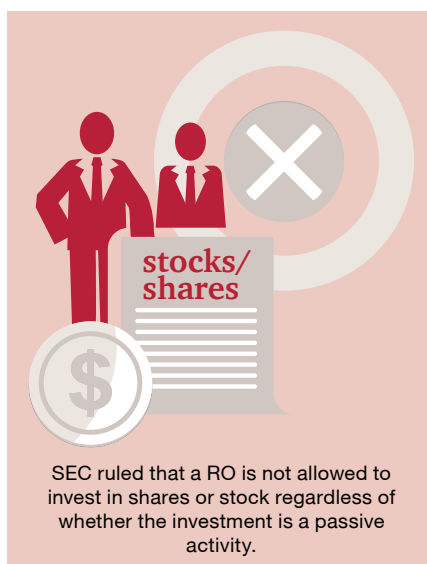 stocks/
shares
$
SEC ruled that a RO is not allowed to
invest in shares or stock regardless of
whether the investment is a passive
activity.